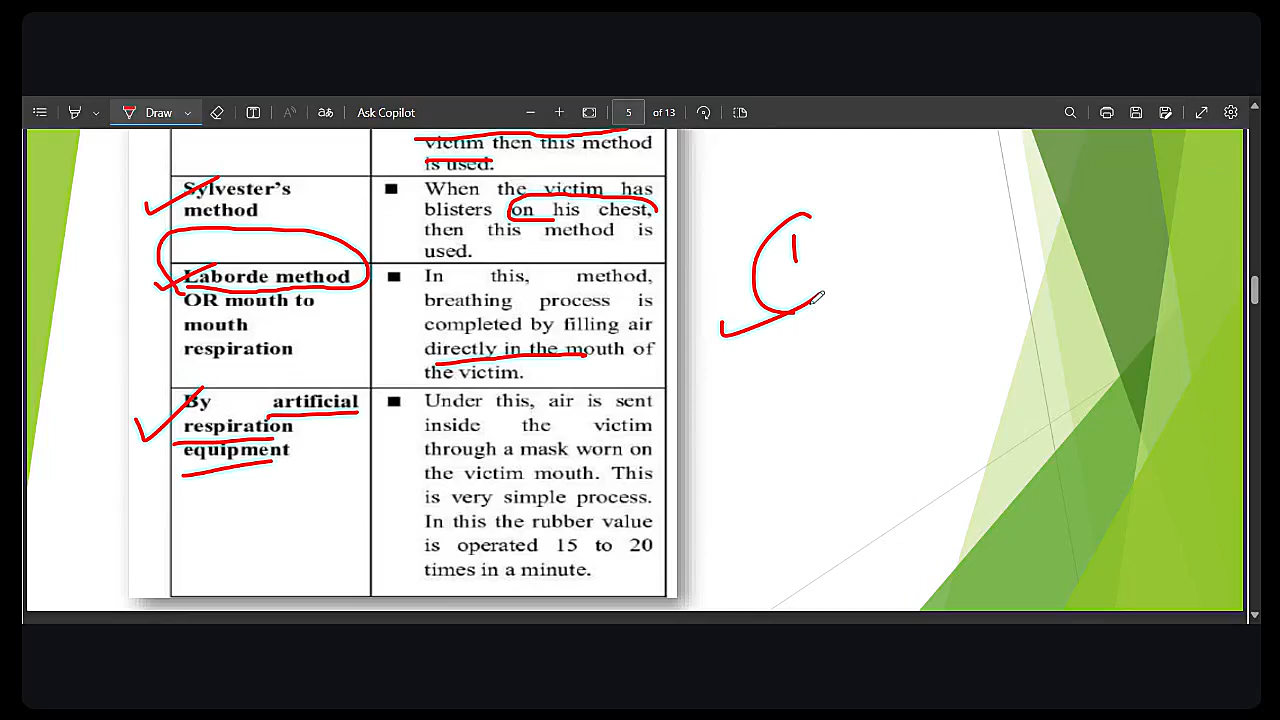 Draw
Ask Copilot
5 of 13
victim then this method
is used.
Sylvester's
method
When the victim has
blisters on his chest,
then this method is
used.
Laborde method
OR mouth to
mouth
respiration
In this, method,
breathing process is
completed by filling air
directly in the mouth of
the victim.
By artificial
respiration
equipment
Under this, air is sent
inside the victim
through a mask worn on
the victim mouth. This
is very simple process.
In this the rubber value
is operated 15 to 20
times in a minute.